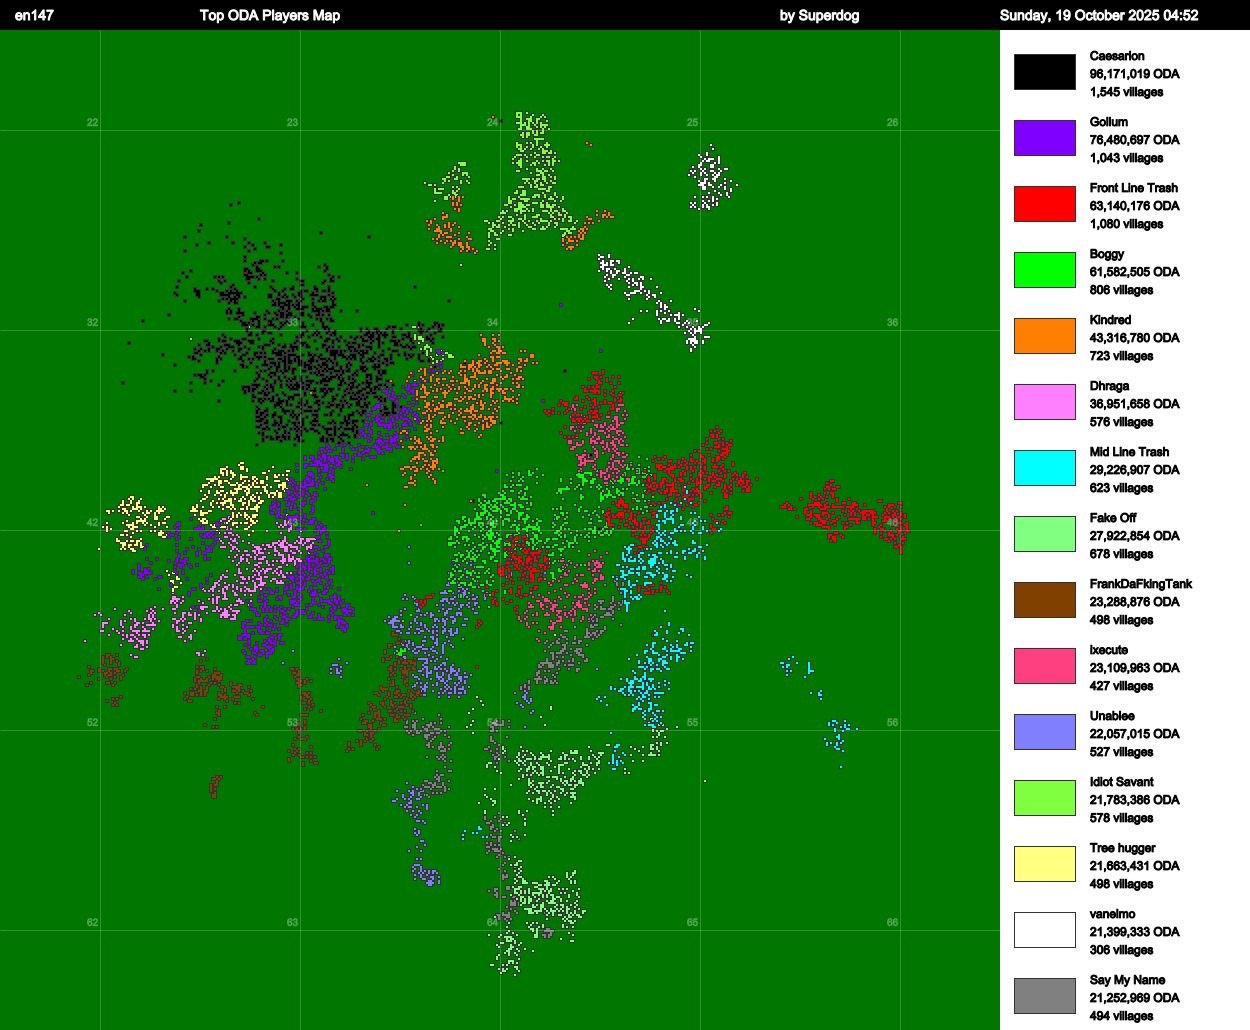 en147 Top ODA Players Map by Superdog Sunday, 19 October 2025 04:52
Caesarion
96,171,019 ODA
1,545 villages
Gollum
76,480,697 ODA
1,043 villages
Front Line Trash
63,140,176 ODA
1,080 villages
Boggy
61,582,505 ODA
806 villages
Kindred
43,316,780 ODA
723 villages
Dhraga
36,951,658 ODA
576 villages
Mid Line Trash
29,226,907 ODA
623 villages
Fake Off
27,922,854 ODA
678 villages
FrankDaFkingTank
23,288,876 ODA
498 villages
Ixecute
23,109,963 ODA
427 villages
Unablee
22,057,015 ODA
527 villages
Idiot Savant
21,783,386 ODA
578 villages
Tree hugger
21,663,431 ODA
498 villages
vanelmo
21,399,333 ODA
306 villages
Say My Name
21,252,969 ODA
494 villages
22 23 24 25 26
32 33 34 36
42 43 45 46
52 53 54 55 56
62 63 64 65 66